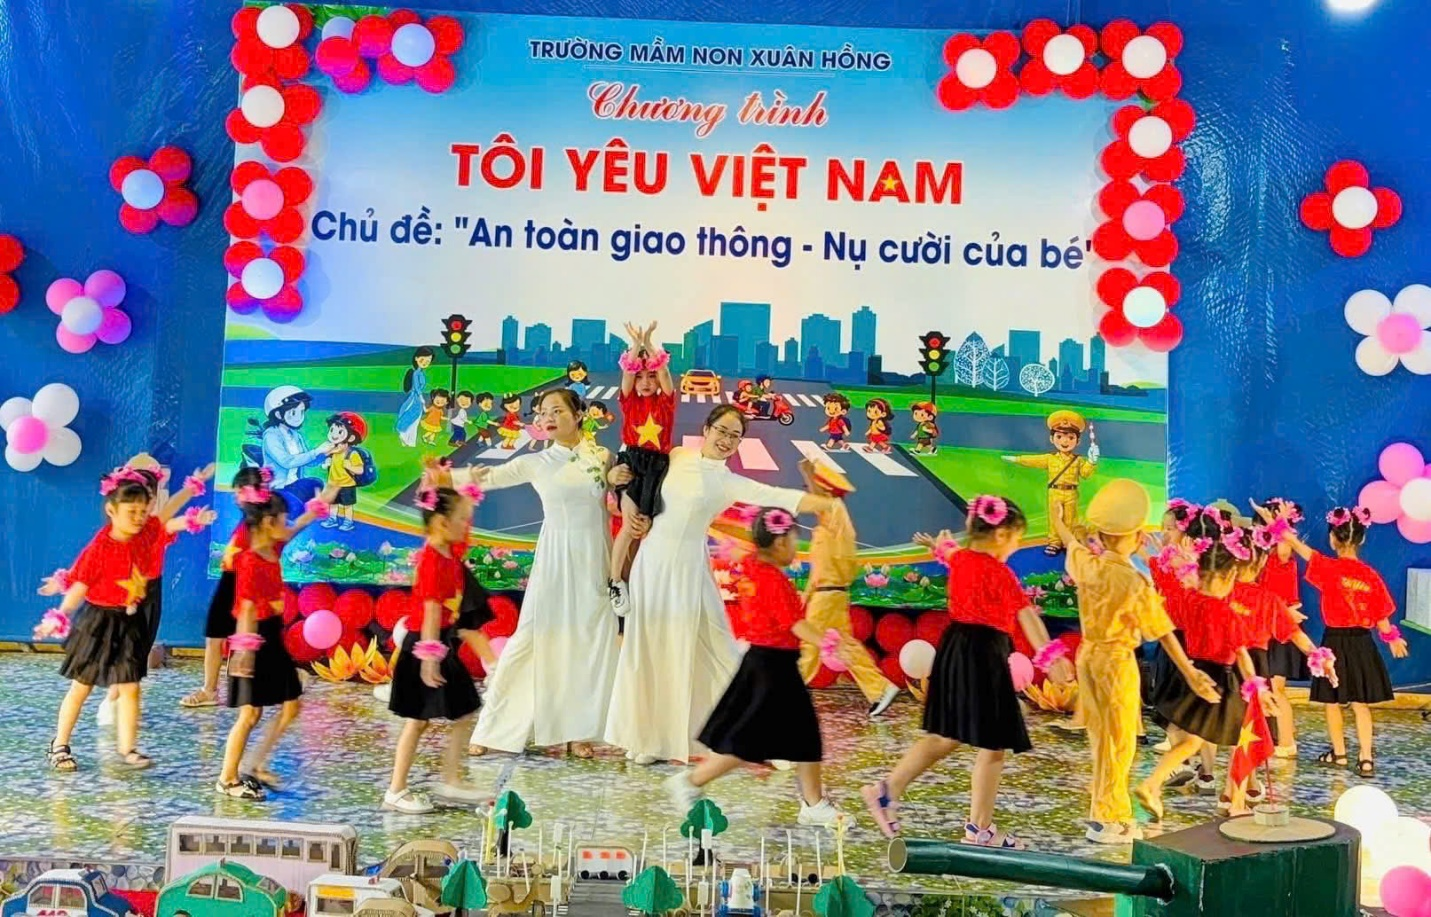 TRƯỜNG MẦM NON XUÂN HỒNG
Chương trình
TÔI YÊU VIỆT NAM
Chủ đề: "An toàn giao thông - Nụ cười của bé"